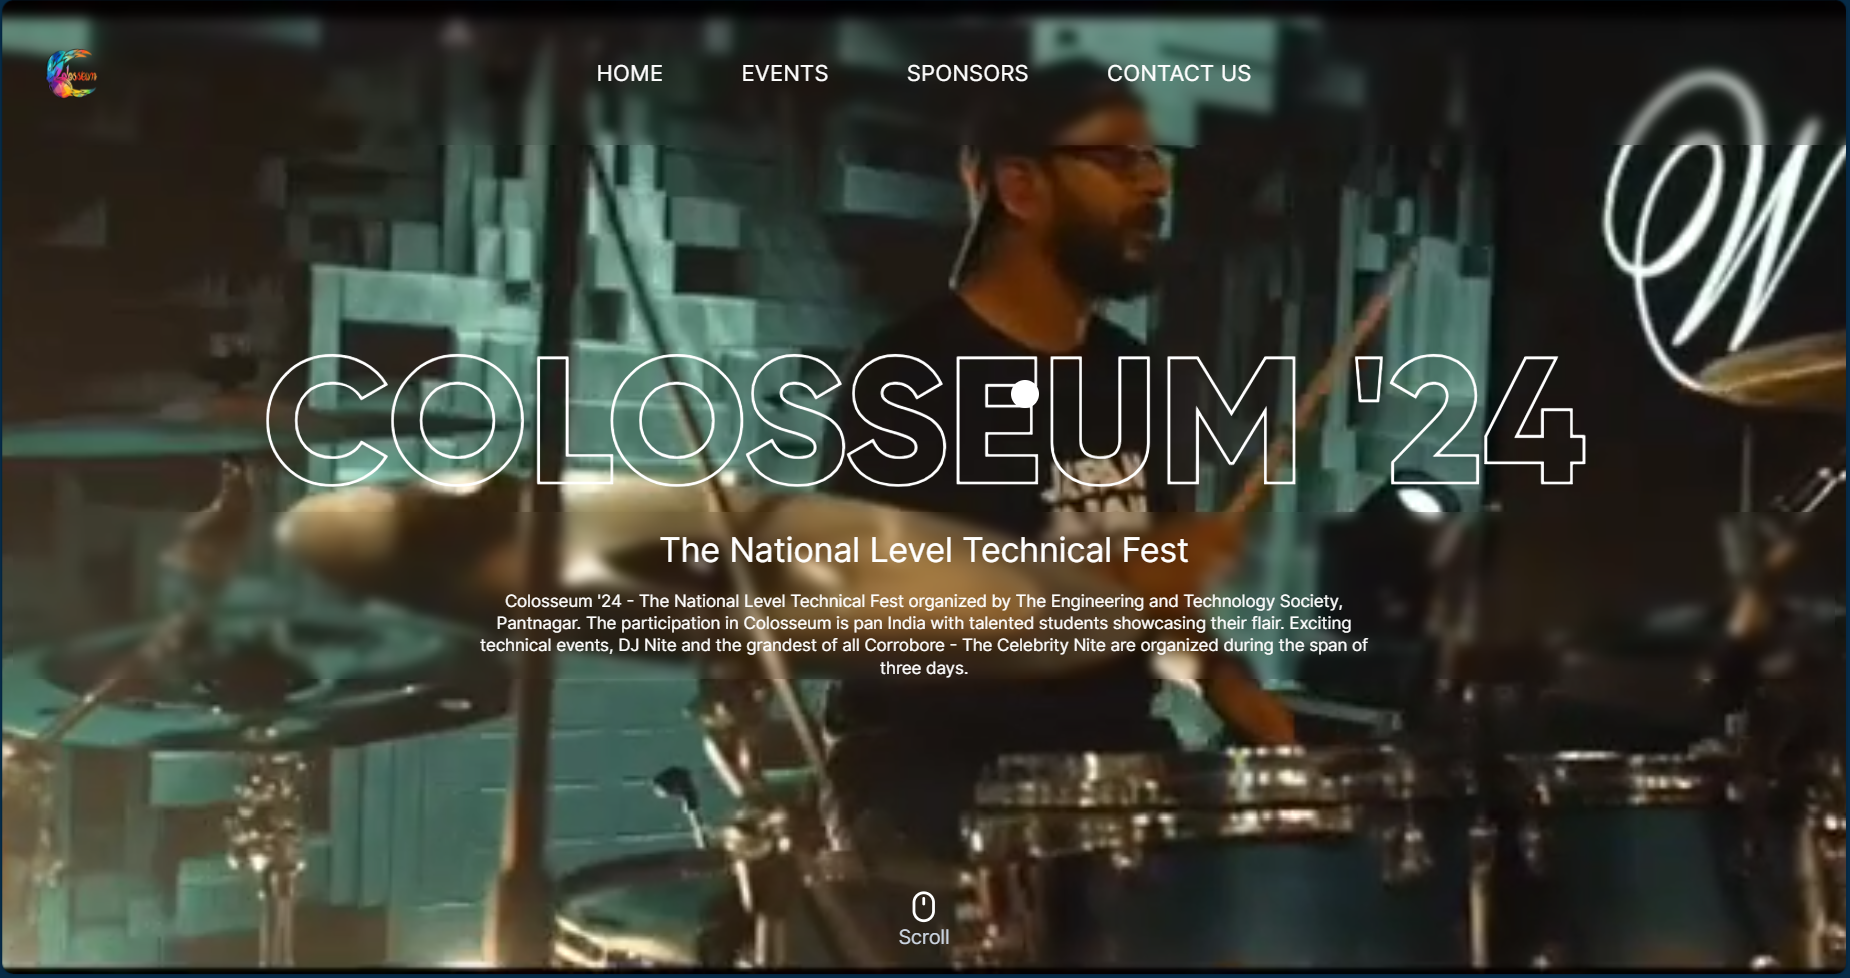 Colosseum
HOME EVENTS SPONSORS CONTACT US
W
COLOSSEUM '24
The National Level Technical Fest
Colosseum '24 - The National Level Technical Fest organized by The Engineering and Technology Society,
Pantnagar. The participation in Colosseum is pan India with talented students showcasing their flair. Exciting
technical events, DJ Nite and the grandest of all Corrobore - The Celebrity Nite are organized during the span of
three days.
Scroll